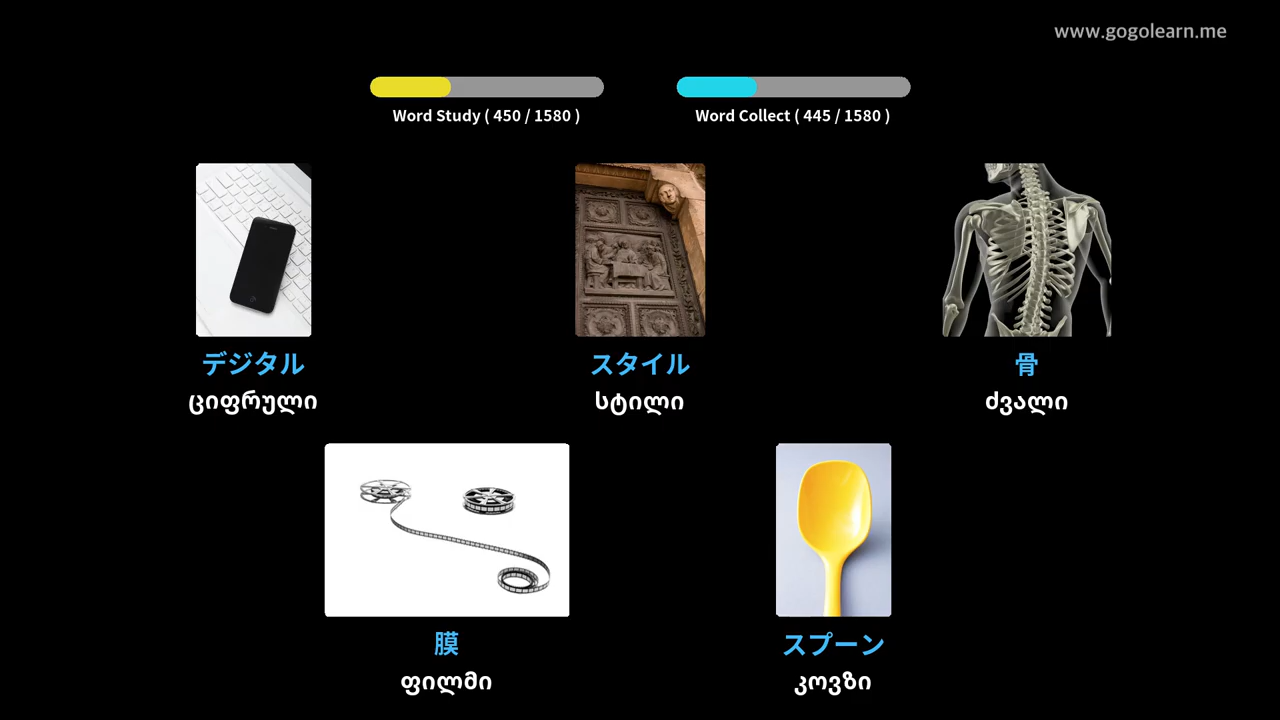 www.gogolearn.me
Word Study ( 450 / 1580 )
Word Collect ( 445 / 1580 )
デジタル
ციფრული
スタイル
სტილი
骨
ძვალი
膜
ფილმი
スプーン
კოვზი